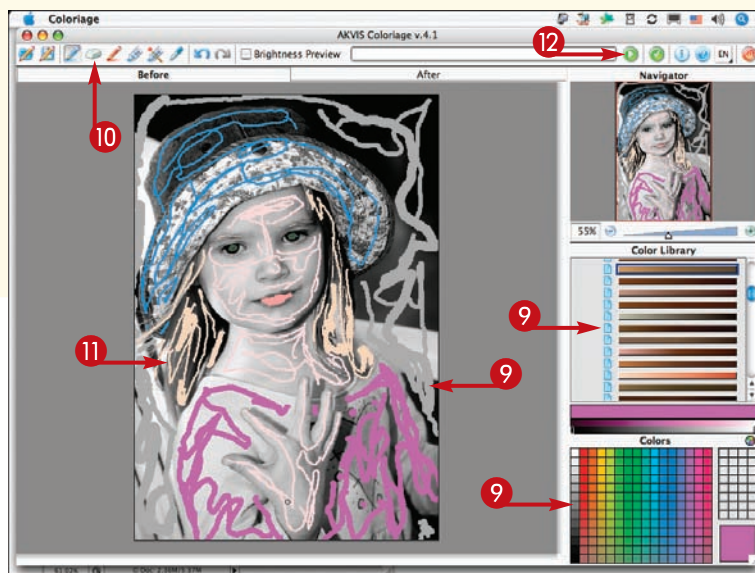 Coloriage
AKVIS Coloriage v.4.1
Brightness Preview
EN
12
Before
After
Navigator
10
55%
Color Library
9
11
9
Colors
9